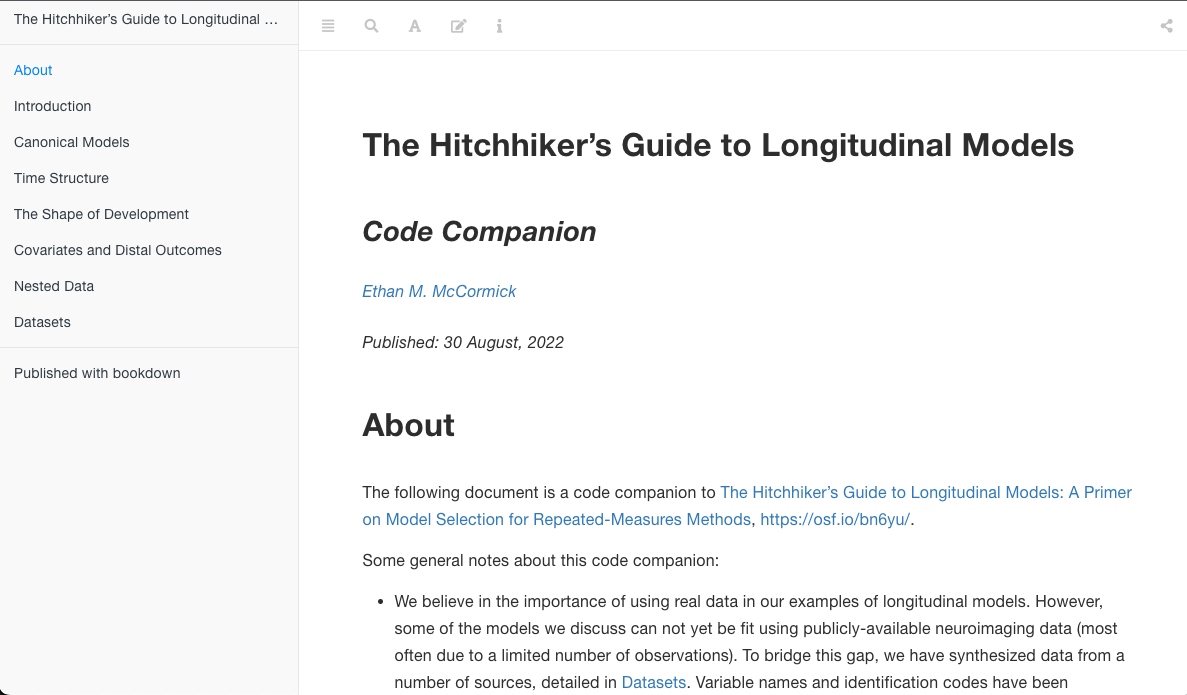 The Hitchhiker’s Guide to Longitudinal …
About
Introduction
Canonical Models
Time Structure
The Shape of Development
Covariates and Distal Outcomes
Nested Data
Datasets
Published with bookdown
The Hitchhiker’s Guide to Longitudinal Models
Code Companion
Ethan M. McCormick
Published: 30 August, 2022
About
The following document is a code companion to The Hitchhiker’s Guide to Longitudinal Models: A Primer
on Model Selection for Repeated-Measures Methods, https://osf.io/bn6yu/.
Some general notes about this code companion:
• We believe in the importance of using real data in our examples of longitudinal models. However,
some of the models we discuss can not yet be fit using publicly-available neuroimaging data (most
often due to a limited number of observations). To bridge this gap, we have synthesized data from a
number of sources, detailed in Datasets. Variable names and identification codes have been